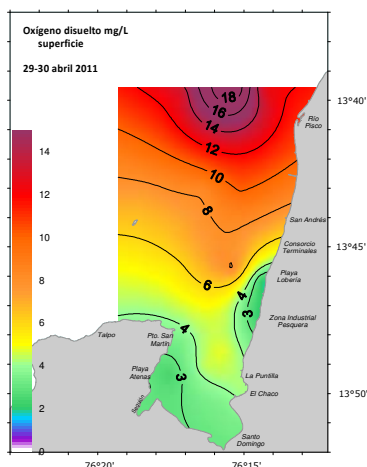 Oxígeno disuelto mg/L
superficie
29-30 abril 2011
18
16
14
12
10
8
6
4
3
4
3
14
12
10
8
6
4
2
0
13°40'
13°45'
13°50'
76°20'
76°15'
Río
Pisco
San Andrés
Consorcio
Terminales
Playa
Lobería
Zona Industrial
Pesquera
Talpo
Pto. San
Martín
Playa
Atenas
La Puntilla
El Chaco
Santo
Domingo